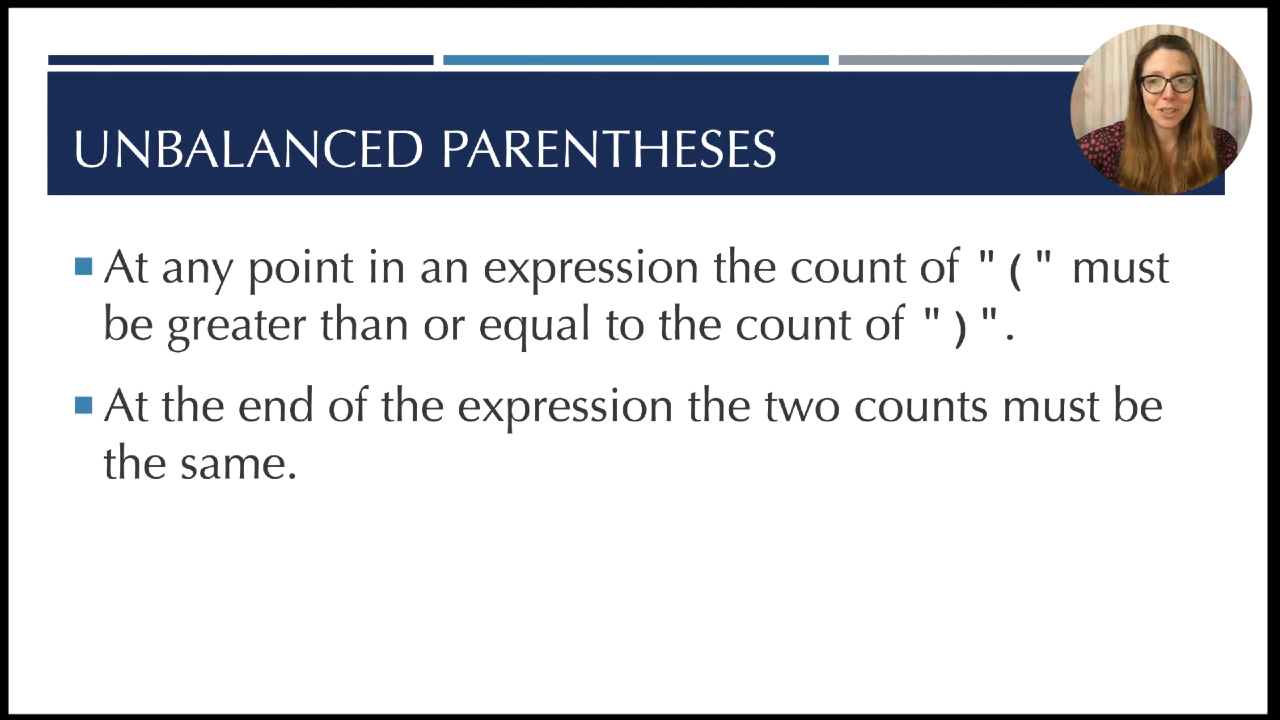 UNBALANCED PARENTHESES
At any point in an expression the count of "(" must
be greater than or equal to the count of ")".
At the end of the expression the two counts must be
the same.